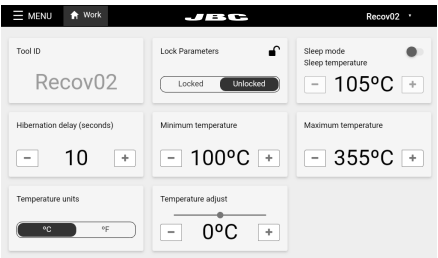 MENU
Work
JBC
Recov02
Tool ID
Recov02
Lock Parameters
Locked Unlocked
Sleep mode
Sleep temperature
− 105ºC +
Hibernation delay (seconds)
− 10 +
Minimum temperature
− 100ºC +
Maximum temperature
− 355ºC +
Temperature units
ºC ºF
Temperature adjust
− 0ºC +